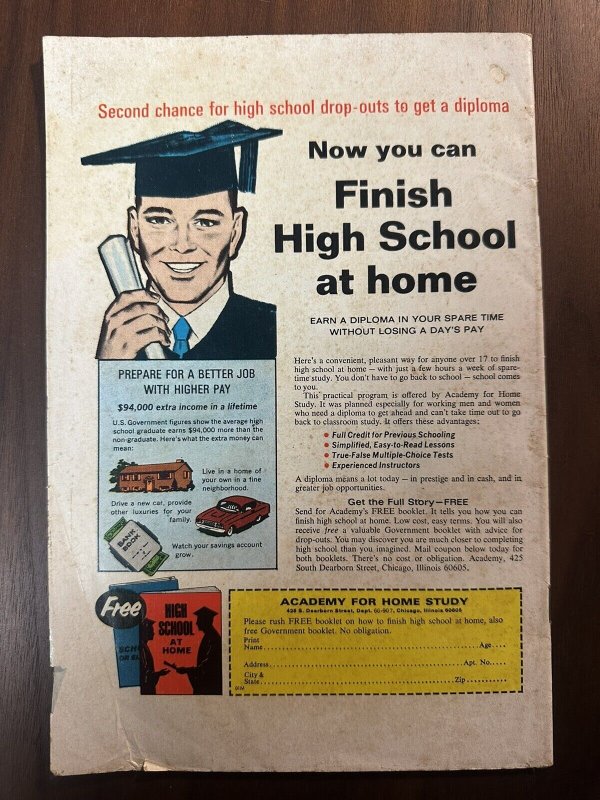 Second chance for high school drop-outs to get a diploma
Now you can
Finish
High School
at home
EARN A DIPLOMA IN YOUR SPARE TIME
WITHOUT LOSING A DAY'S PAY
Here's a convenient, pleasant way for anyone over 17 to finish
high school at home — with just a few hours a week of spare-
time study. You don't have to go back to school — school comes
to you.
This practical program is offered by Academy for Home
Study. It was planned especially for working men and women
who need a diploma to get ahead and can't take time out to go
back to classroom study. It offers these advantages:
• Full Credit for Previous Schooling
• Simplified, Easy-to-Read Lessons
• True-False Multiple-Choice Tests
• Experienced Instructors
A diploma means a lot today — in prestige and in cash, and in
greater job opportunities.
Get the Full Story—FREE
Send for Academy's FREE booklet. It tells you how you can
finish high school at home. Low cost, easy terms. You will also
receive free a valuable Government booklet with advice for
drop-outs. You may discover you are much closer to completing
high school than you imagined. Mail coupon below today for
both booklets. There's no cost or obligation. Academy, 425
South Dearborn Street, Chicago, Illinois 60605.
PREPARE FOR A BETTER JOB
WITH HIGHER PAY
$94,000 extra income in a lifetime
U.S. Government figures show the average high
school graduate earns $94,000 more than the
non-graduate. Here's what the extra money can
mean:
Live in a home of
your own in a fine
neighborhood.
Drive a new car, provide
other luxuries for your
family.
BANK
BOOK
Watch your savings account
grow.
Free
HIGH
SCHOOL
AT
HOME
ACADEMY FOR HOME STUDY
Dearborn Street, Dept. Chicago, Illinois 60605
Please rush FREE booklet on how to finish high school at home, also
free Government booklet. No obligation.
Print
Name Age
Address Apt. No.
City &
State Zip